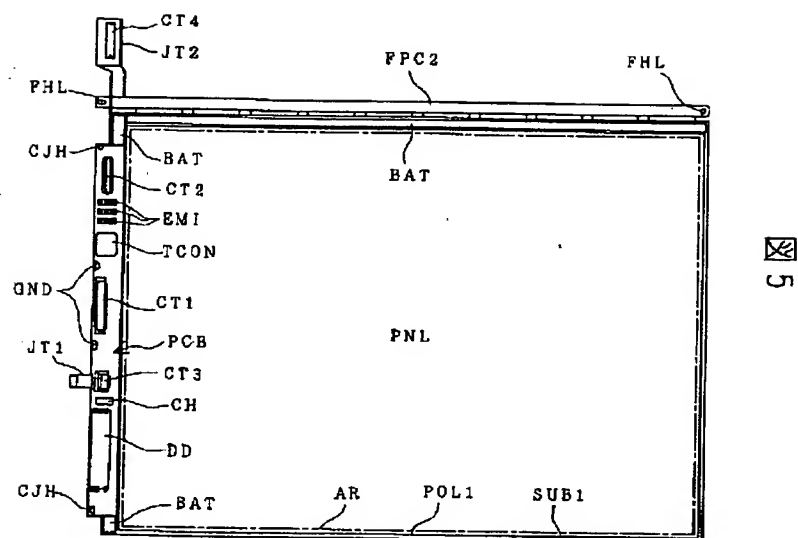 CT4
JT2
FPC2
FHL
FHL
CJH
BAT
BAT
CT2
EMI
TCON
GND
CT1
PNL
PCB
JT1
CT3
CH
DD
CJH
BAT
AR
POL1
SUB1
図5